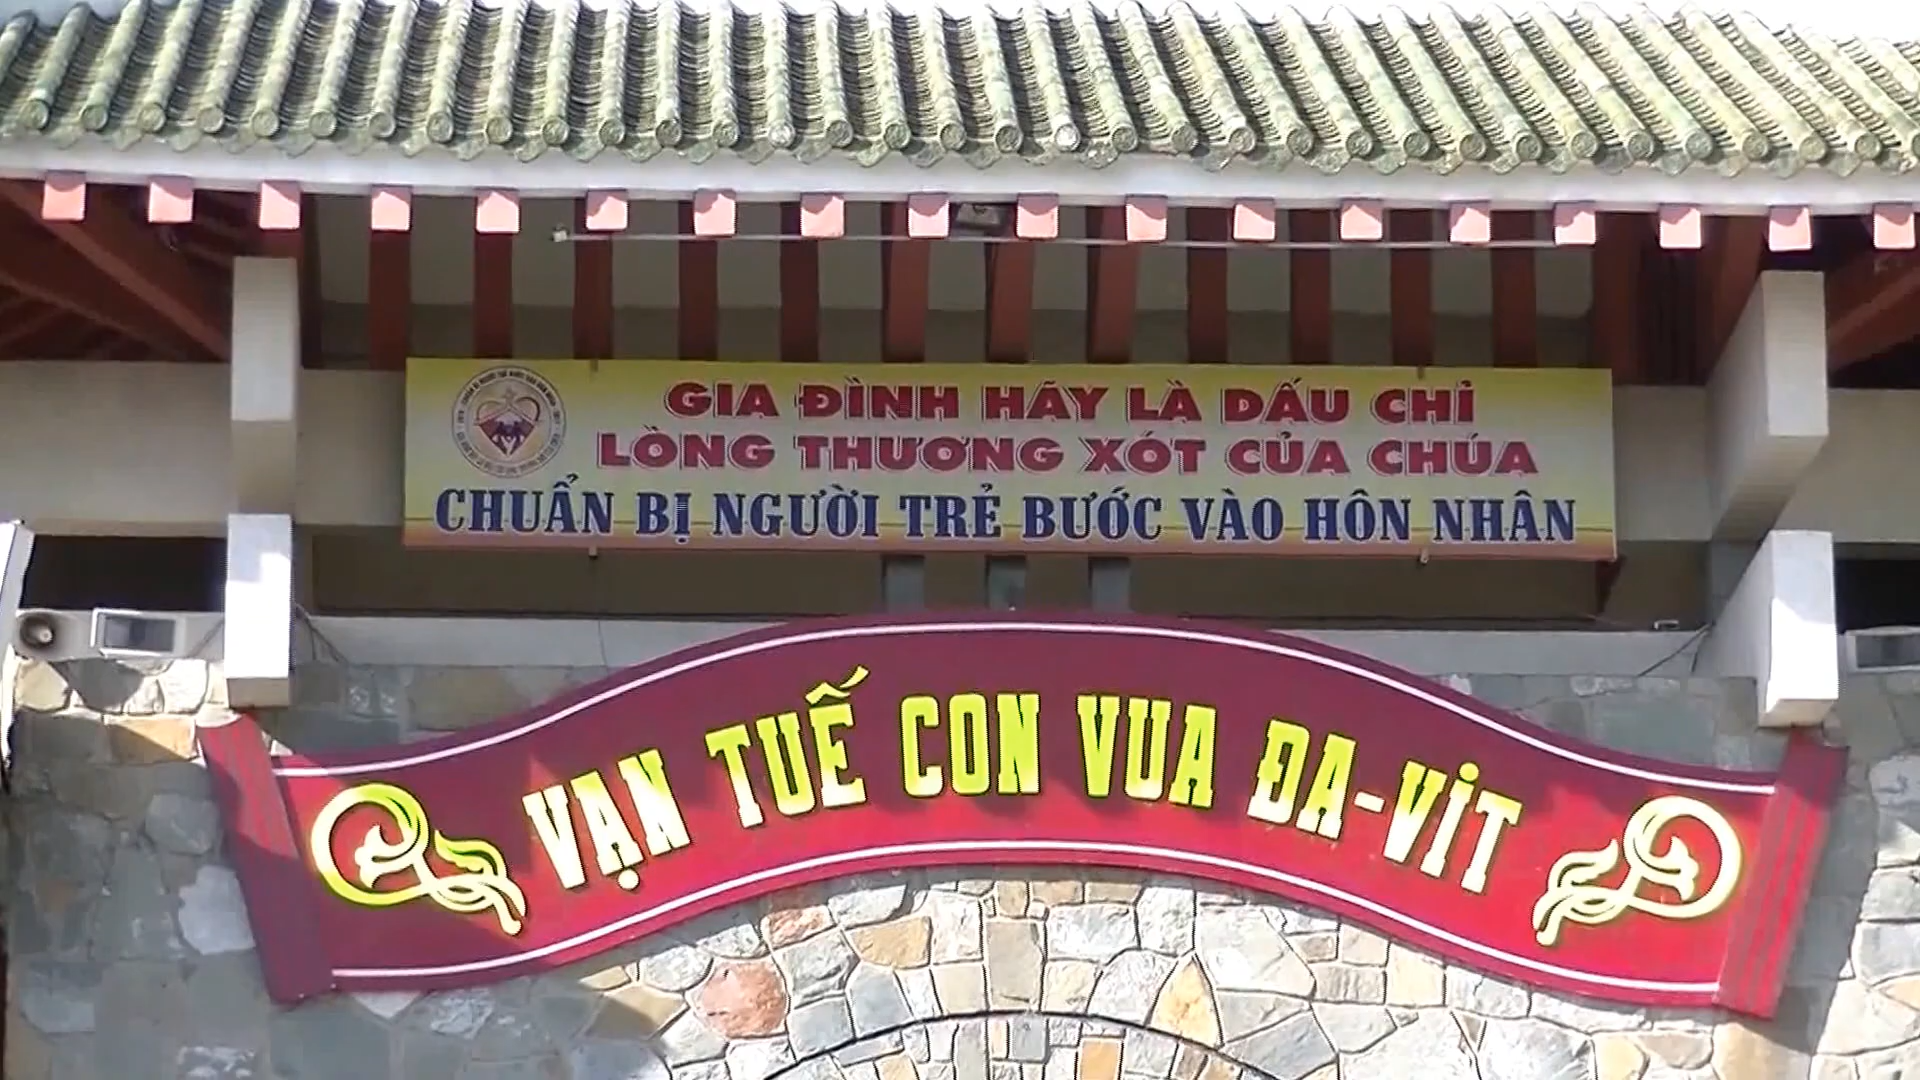 GIA ĐÌNH HÃY LÀ DẤU CHỈ
LÒNG THƯƠNG XÓT CỦA CHÚA
CHUẨN BỊ NGƯỜI TRẺ BƯỚC VÀO HÔN NHÂN
VẠN TUẾ CON VUA ĐA-VÍT